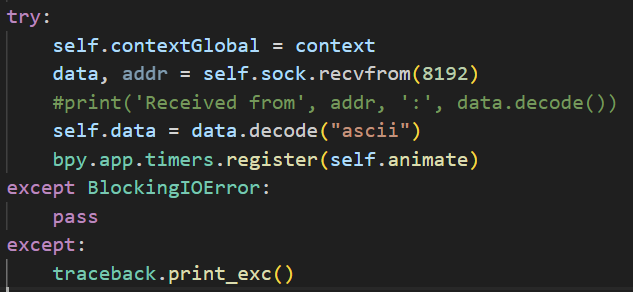 try:
    self.contextGlobal = context
    data, addr = self.sock.recvfrom(8192)
    #print('Received from', addr, ':', data.decode())
    self.data = data.decode("ascii")
    bpy.app.timers.register(self.animate)
except BlockingIOError:
    pass
except:
    traceback.print_exc()